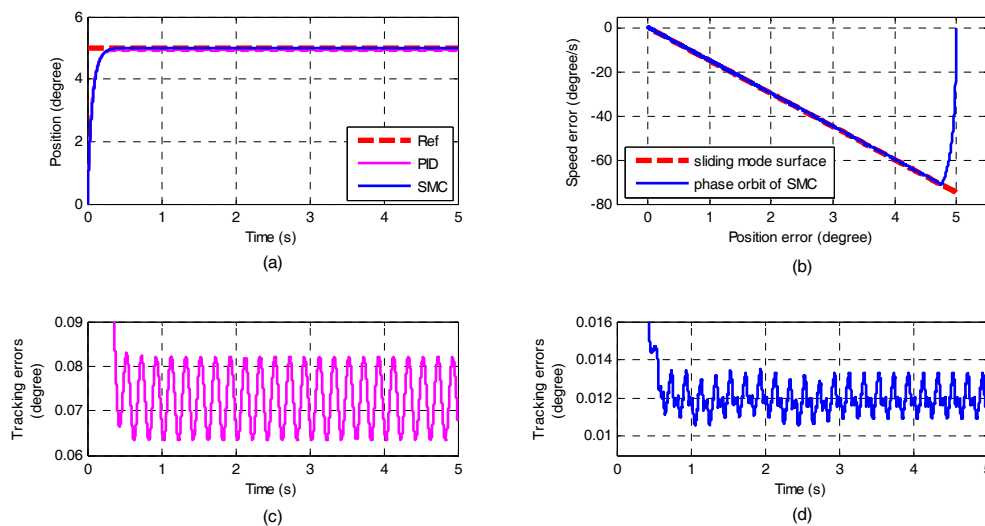 6
4
2
0
Position (degree)
Ref
PID
SMC
0
1
2
3
4
5
Time (s)
(a)
0
-20
-40
-60
-80
Speed error (degree/s)
sliding mode surface
phase orbit of SMC
0
1
2
3
4
5
Position error (degree)
(b)
0.09
0.08
0.07
0.06
Tracking errors
(degree)
0
1
2
3
4
5
Time (s)
(c)
0.016
0.014
0.012
0.01
Tracking errors
(degree)
0
1
2
3
4
5
Time (s)
(d)